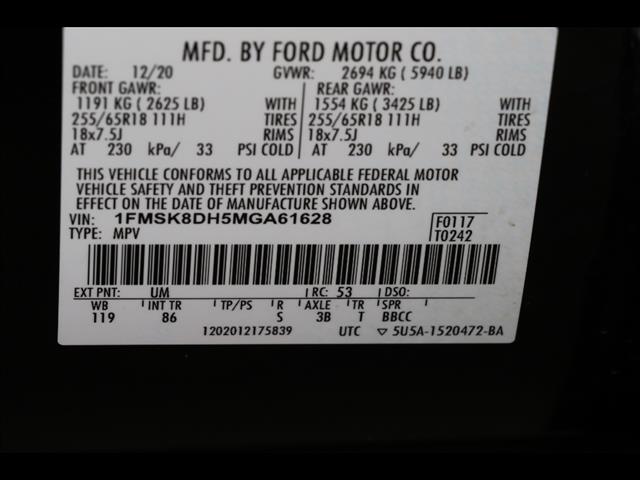 MFD. BY FORD MOTOR CO.
DATE: 12/20 GVWR: 2694 KG ( 5940 LB)
FRONT GAWR: REAR GAWR:
1191 KG ( 2625 LB) WITH 1554 KG ( 3425 LB) WITH
255/65R18 111H TIRES 255/65R18 111H TIRES
18x7.5J RIMS 18x7.5J RIMS
AT 230 kPa/ 33 PSI COLD AT 230 kPa/ 33 PSI COLD
THIS VEHICLE CONFORMS TO ALL APPLICABLE FEDERAL MOTOR
VEHICLE SAFETY AND THEFT PREVENTION STANDARDS IN
EFFECT ON THE DATE OF MANUFACTURE SHOWN ABOVE.
VIN: 1FMSK8DH5MGA61628 F0117
TYPE: MPV T0242
EXT PNT: UM RC: 53 DSO:
WB INT TR TP/PS R AXLE TR SPR
119 86 S 3B T BBCC
1202012175839 UTC ▽ 5U5A-1520472-BA